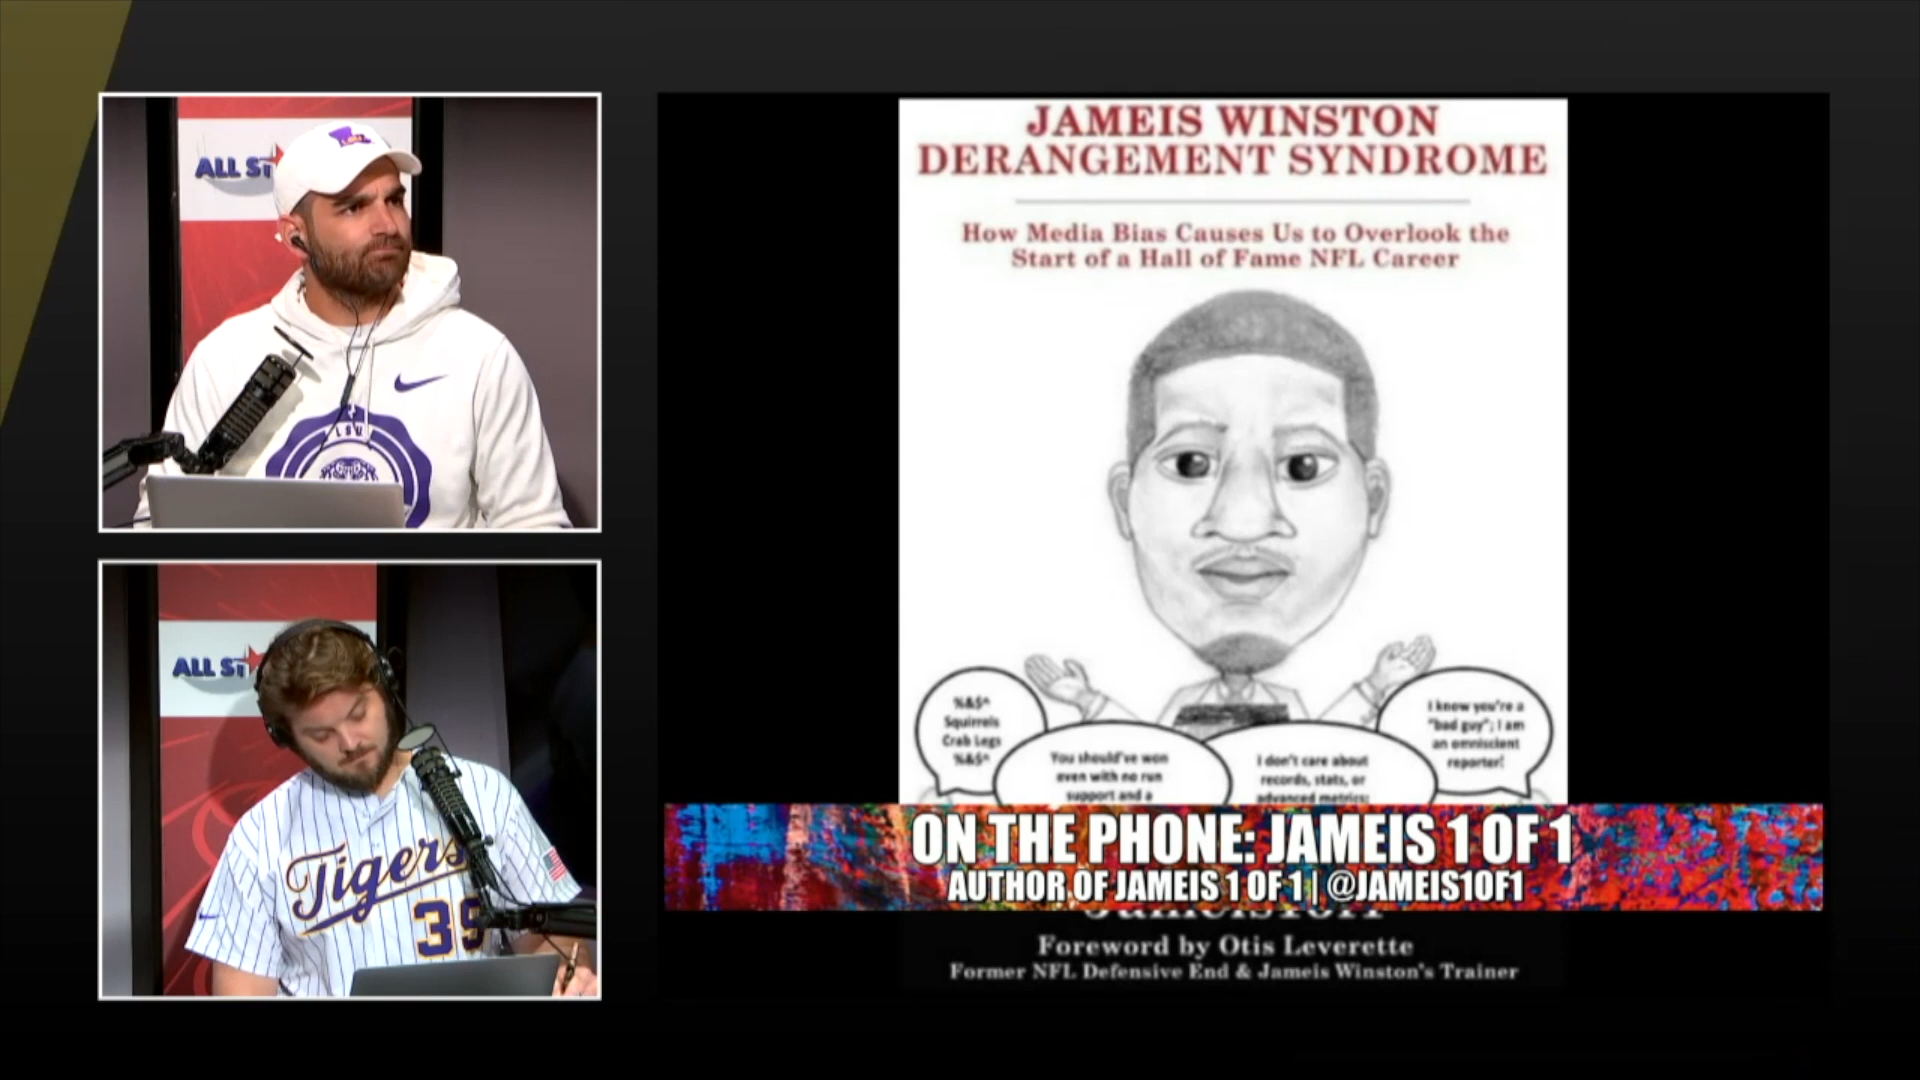 ALL ST
LSU
ALL ST
Tigers
39
JAMEIS WINSTON
DERANGEMENT SYNDROME
How Media Bias Causes Us to Overlook the
Start of a Hall of Fame NFL Career
%&$^
Squirrels
Crab Legs
%&$^
You should've won
even with no run
support and a
I don't care about
records, stats, or
advanced metrics;
I know you're a
"bad guy"; I am
an omniscient
reporter!
ON THE PHONE: JAMEIS 1 OF 1
AUTHOR OF JAMEIS 1 OF 1 | @JAMEIS1OF1
Foreword by Otis Leverette
Former NFL Defensive End & Jameis Winston's Trainer